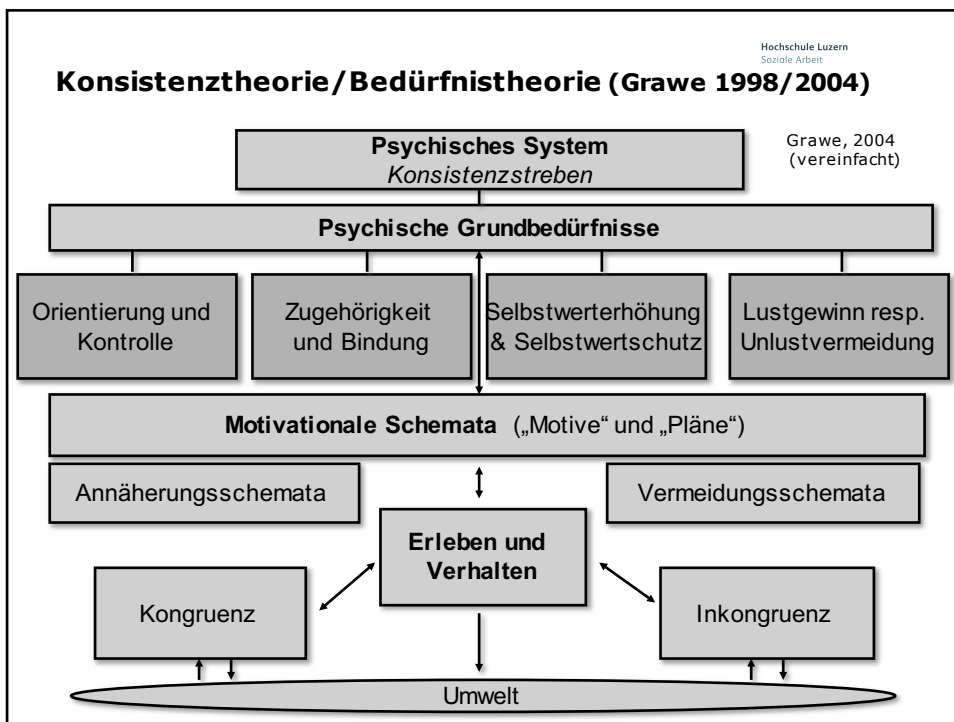 Hochschule Luzern
Soziale Arbeit
Konsistenztheorie/Bedürfnistheorie (Grawe 1998/2004)
Grawe, 2004
(vereinfacht)
Psychisches System
Konsistenzstreben
Psychische Grundbedürfnisse
Orientierung und
Kontrolle
Zugehörigkeit
und Bindung
Selbstwerterhöhung
& Selbstwertschutz
Lustgewinn resp.
Unlustvermeidung
Motivationale Schemata („Motive“ und „Pläne“)
Annäherungsschemata
Vermeidungsschemata
Erleben und
Verhalten
Kongruenz
Inkongruenz
Umwelt